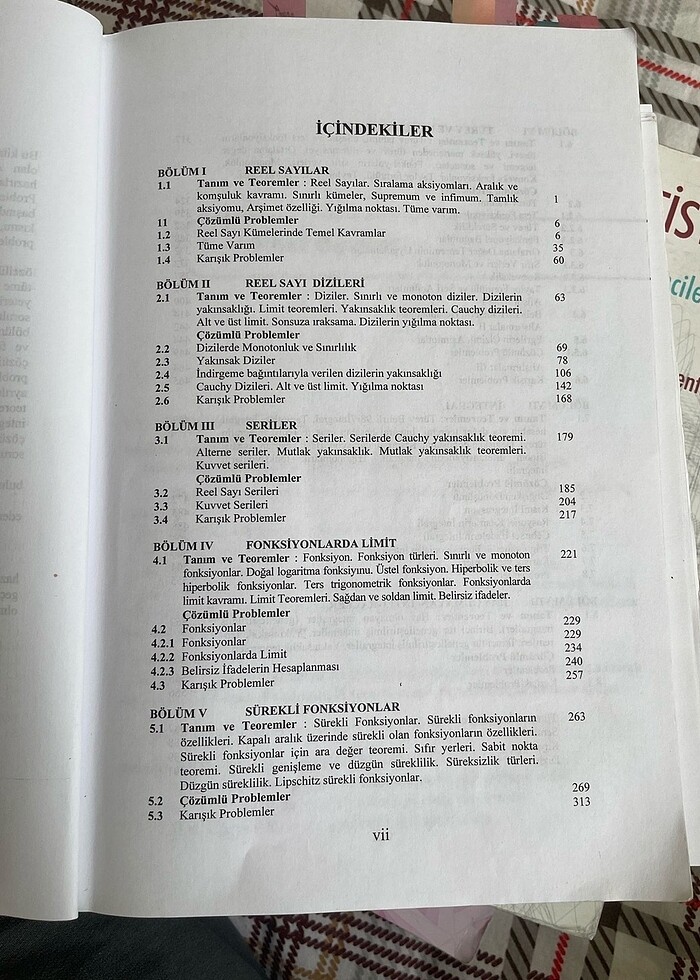 İÇİNDEKİLER
BÖLÜM I REEL SAYILAR
1.1 Tanım ve Teoremler : Reel Sayılar. Sıralama aksiyomları. Aralık ve
komşuluk kavramı. Sınırlı kümeler, Supremum ve infimum. Tamlık
aksiyomu, Arşimet özelliği. Yığılma noktası. Tüme varım. 1
11 Çözümlü Problemler 6
1.2 Reel Sayı Kümelerinde Temel Kavramlar 6
1.3 Tüme Varım 35
1.4 Karışık Problemler 60
BÖLÜM II REEL SAYI DİZİLERİ
2.1 Tanım ve Teoremler : Diziler. Sınırlı ve monoton diziler. Dizilerin 63
yakınsaklığı. Limit teoremleri. Yakınsaklık teoremleri. Cauchy dizileri.
Alt ve üst limit. Sonsuza ıraksama. Dizilerin yığılma noktası.
Çözümlü Problemler
2.2 Dizilerde Monotonluk ve Sınırlılık 69
2.3 Yakınsak Diziler 78
2.4 İndirgeme bağıntılarıyla verilen dizilerin yakınsaklığı 106
2.5 Cauchy Dizileri. Alt ve üst limit. Yığılma noktası 142
2.6 Karışık Problemler 168
BÖLÜM III SERİLER
3.1 Tanım ve Teoremler : Seriler. Serilerde Cauchy yakınsaklık teoremi. 179
Alterne seriler. Mutlak yakınsaklık. Mutlak yakınsaklık teoremleri.
Kuvvet serileri.
Çözümlü Problemler
3.2 Reel Sayı Serileri 185
3.3 Kuvvet Serileri 204
3.4 Karışık Problemler 217
BÖLÜM IV FONKSİYONLARDA LİMİT
4.1 Tanım ve Teoremler : Fonksiyon. Fonksiyon türleri. Sınırlı ve monoton 221
fonksiyonlar. Doğal logaritma fonksiyınu. Üstel fonksiyon. Hiperbolik ve ters
hiperbolik fonksiyonlar. Ters trigonometrik fonksiyonlar. Fonksiyonlarda
limit kavramı. Limit Teoremleri. Sağdan ve soldan limit. Belirsiz ifadeler.
Çözümlü Problemler
4.2 Fonksiyonlar 229
4.2.1 Fonksiyonlar 229
4.2.2 Fonksiyonlarda Limit 234
4.2.3 Belirsiz İfadelerin Hesaplanması 240
4.3 Karışık Problemler 257
BÖLÜM V SÜREKLİ FONKSİYONLAR
5.1 Tanım ve Teoremler : Sürekli Fonksiyonlar. Sürekli fonksiyonların 263
özellikleri. Kapalı aralık üzerinde sürekli olan fonksiyonların özellikleri.
Sürekli fonksiyonlar için ara değer teoremi. Sıfır yerleri. Sabit nokta
teoremi. Sürekli genişleme ve düzgün süreklilik. Süreksizlik türleri.
Düzgün süreklilik. Lipschitz sürekli fonksiyonlar.
5.2 Çözümlü Problemler 269
5.3 Karışık Problemler 313
vii